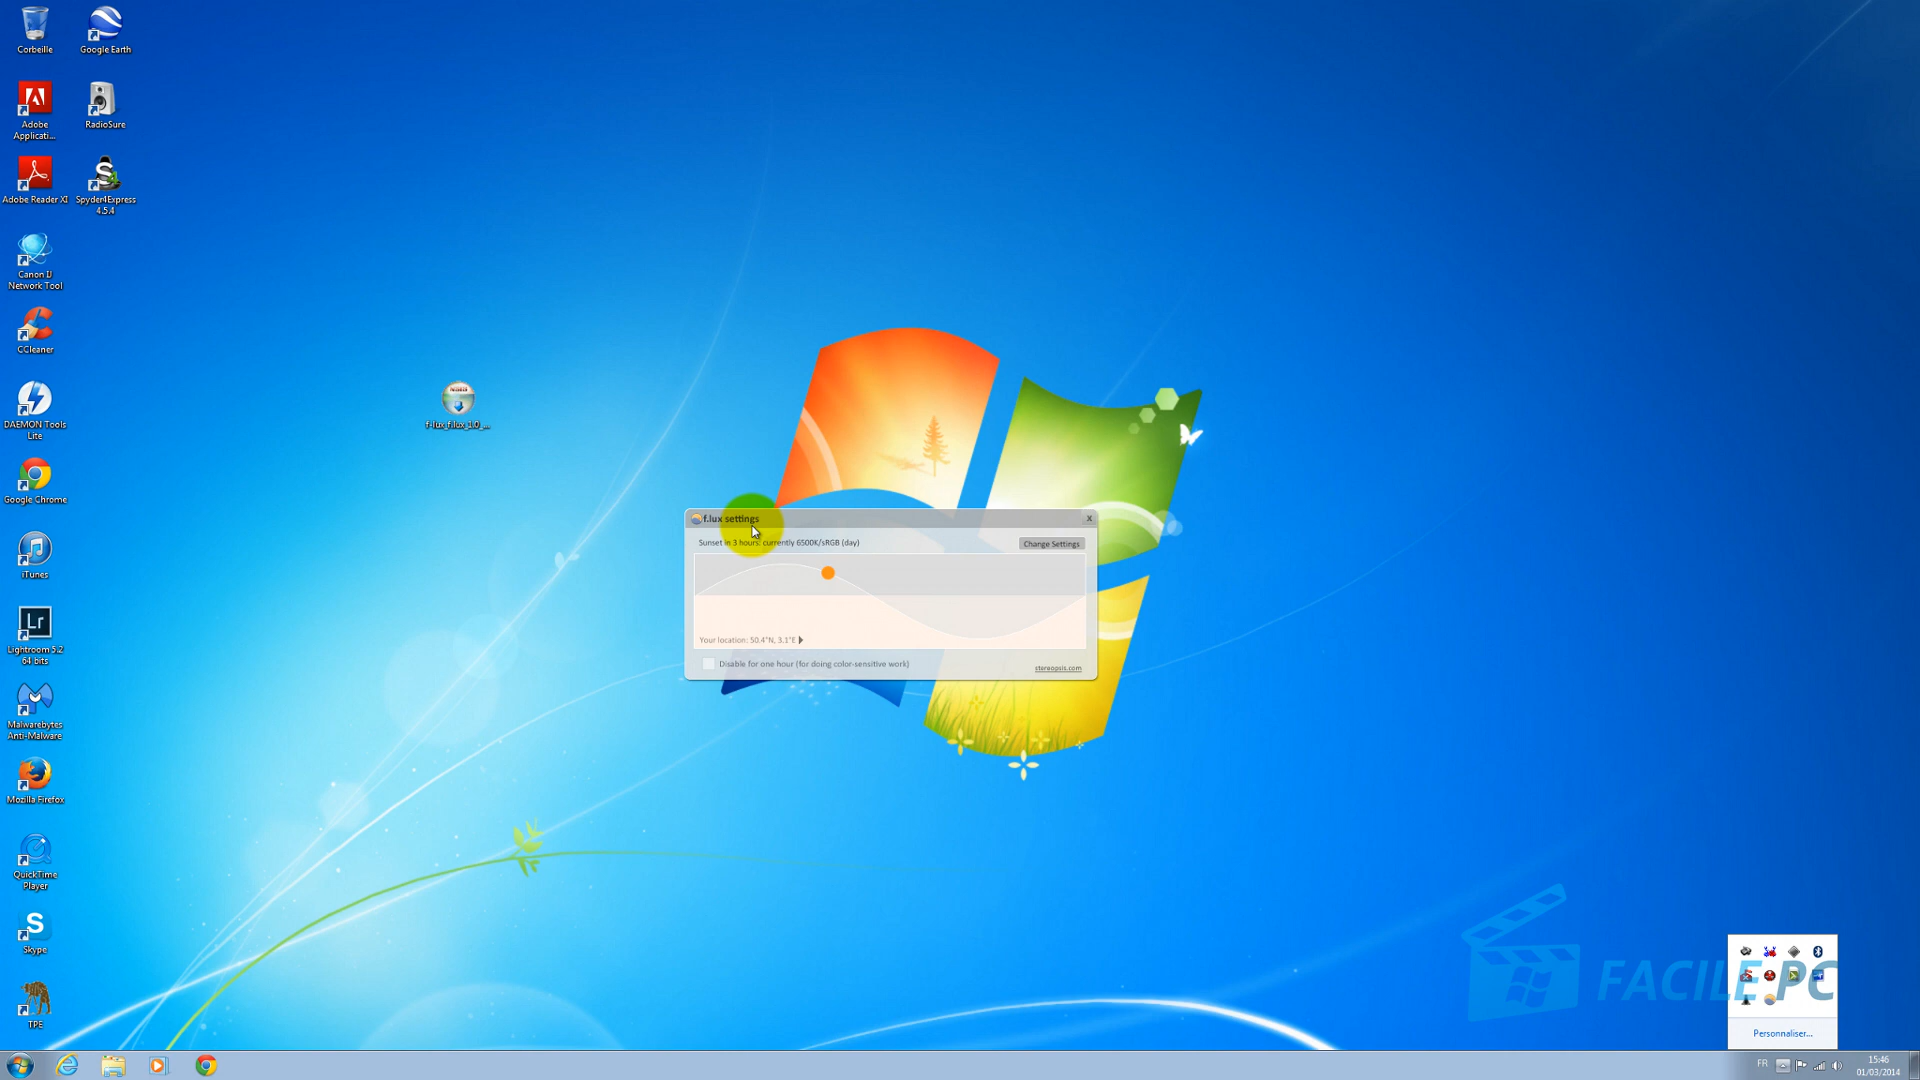 Corbeille
Google Earth
Adobe
Applicati...
RadioSure
Adobe Reader XI
Spyder4Express
4.5.4
Canon IJ
Network Tool
CCleaner
DAEMON Tools
Lite
f-lux_f.lux_1.0_...
Google Chrome
iTunes
Lightroom 5.2
64 bits
Malwarebytes
Anti-Malware
Mozilla Firefox
QuickTime
Player
Skype
TPE
f.lux settings
x
Sunset in 3 hours: currently 6500K/sRGB (day)
Change Settings
Your location: 50.4°N, 3.1°E
Disable for one hour (for doing color-sensitive work)
stereopsis.com
FACILE PC
Personnaliser...
FR
15:46
01/03/2014